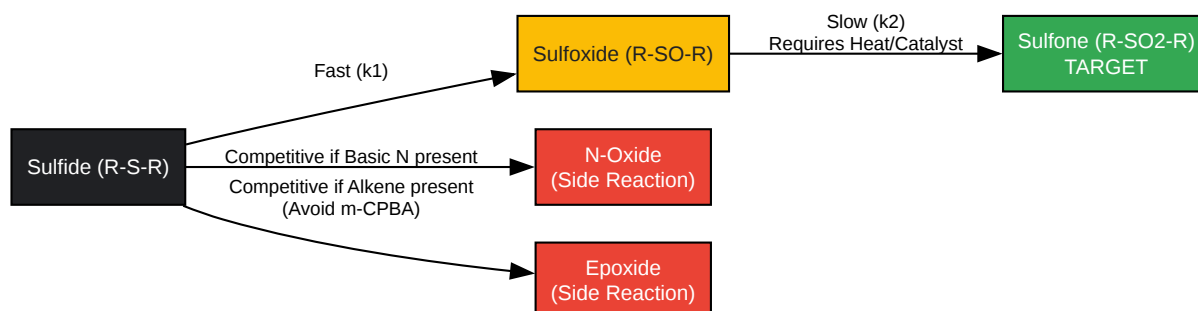 Slow (k2)
Requires Heat/Catalyst
Sulfoxide (R-SO-R)
Sulfone (R-SO2-R)
TARGET
Fast (k1)
Sulfide (R-S-R)
Competitive if Basic N present
N-Oxide
(Side Reaction)
Competitive if Alkene present
(Avoid m-CPBA)
Epoxide
(Side Reaction)